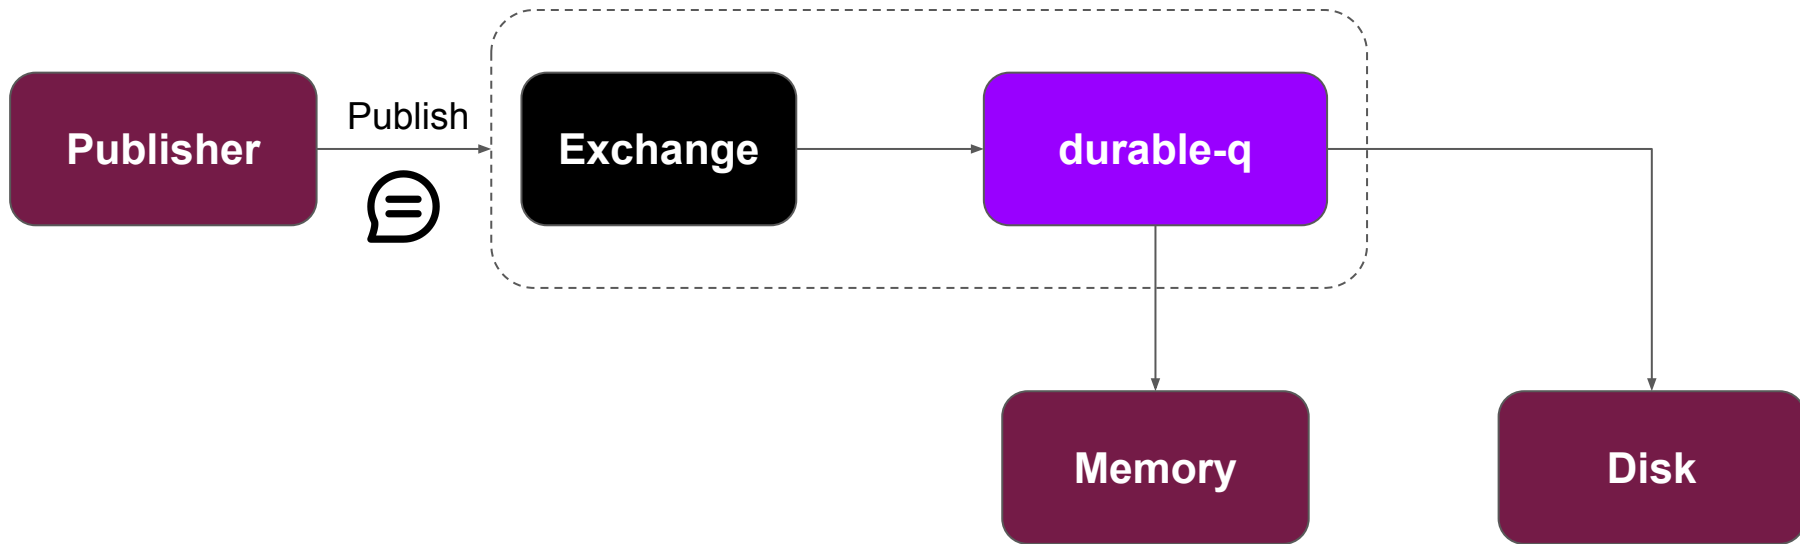 Publisher
Publish
Exchange
durable-q
Memory
Disk